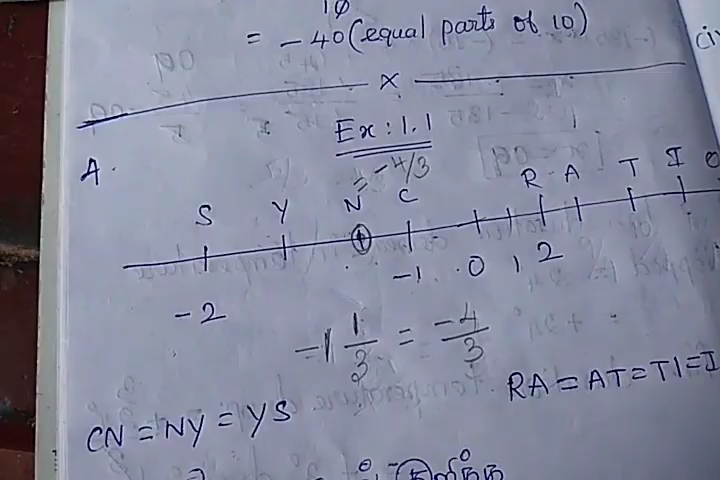 10
= -40 (equal parts of 10)
x
Ex: 1.1
A.
= -4/3
S Y N C R A T I
-2 -1 0 1 2
-1 1/3 = -4/3
RA = AT = TI = I
CN = NY = YS